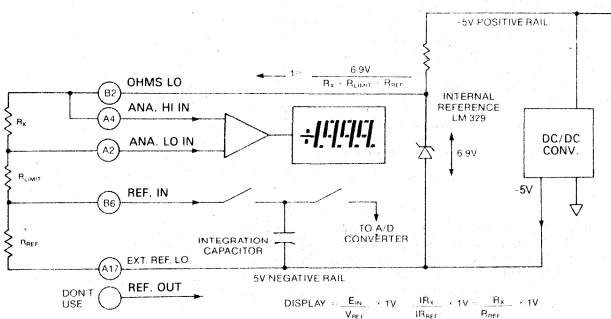 -5V POSITIVE RAIL
OHMS LO
I = 6.9V / Rx - RLIMIT - RREF
B2
ANA. HI IN
A4
Rx
INTERNAL REFERENCE LM 329
÷1999
DC/DC CONV.
ANA. LO IN
A2
6.9V
RLIMIT
-5V
REF. IN
B6
TO A/D CONVERTER
RREF
INTEGRATION CAPACITOR
EXT. REF. LO
A17
5V NEGATIVE RAIL
DON'T USE
REF. OUT
DISPLAY = EIN / VREF × 1V IRx / IRREF × 1V - Rx / RREF × 1V